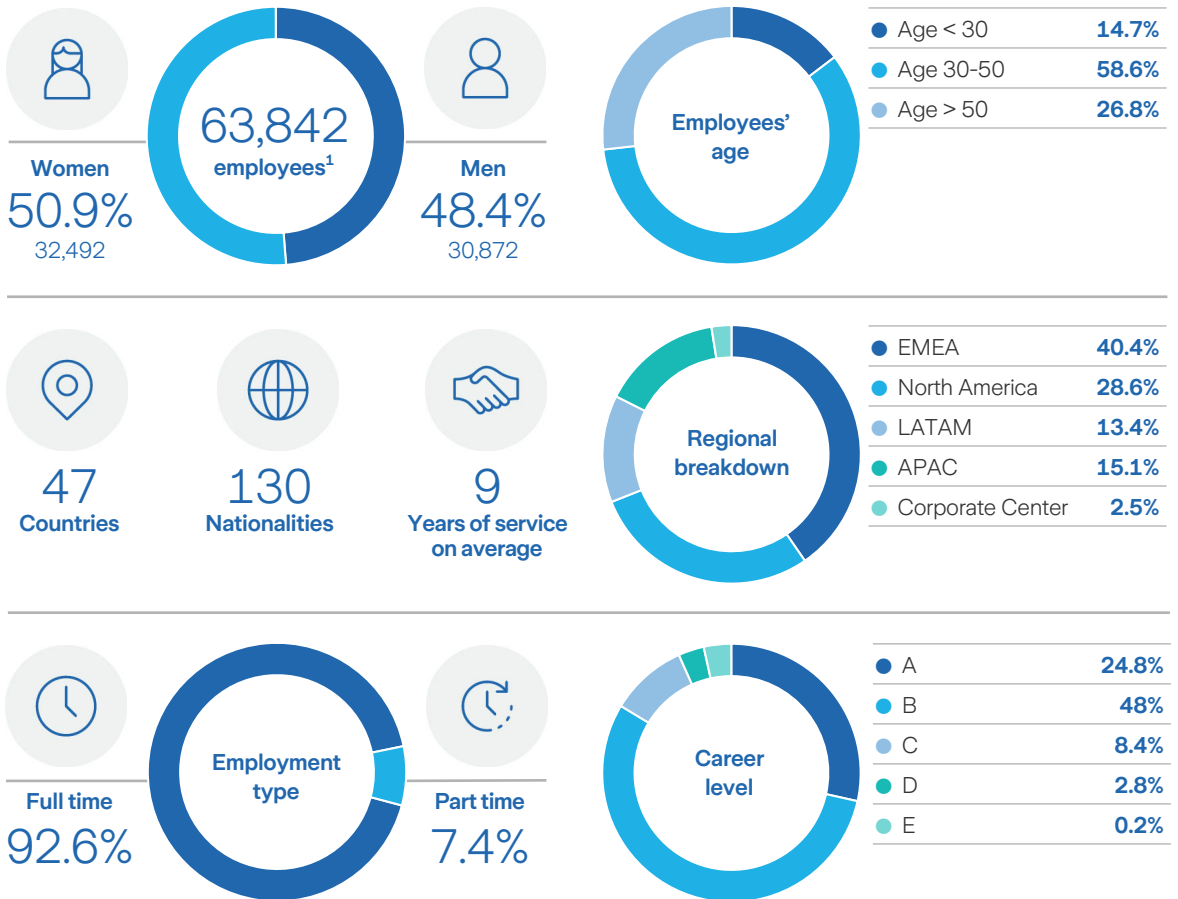 63,842
employees¹
Women
50.9%
32,492
Men
48.4%
30,872
Employees’
age
Age < 30 14.7%
Age 30-50 58.6%
Age > 50 26.8%
47
Countries
130
Nationalities
9
Years of service
on average
Regional
breakdown
EMEA 40.4%
North America 28.6%
LATAM 13.4%
APAC 15.1%
Corporate Center 2.5%
Full time
92.6%
Employment
type
Part time
7.4%
Career
level
A 24.8%
B 48%
C 8.4%
D 2.8%
E 0.2%